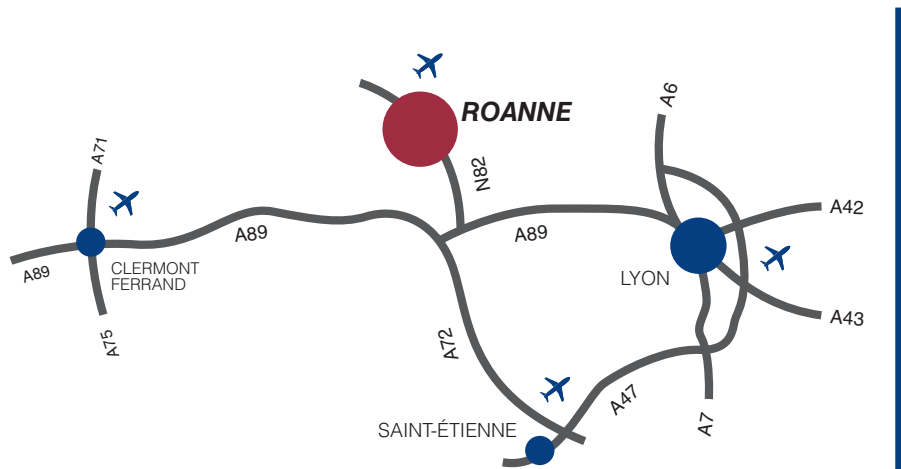 ROANNE
A6
A71
N82
A42
A89
A89
A89
CLERMONT
FERRAND
LYON
A43
A75
A72
A47
A7
SAINT-ÉTIENNE